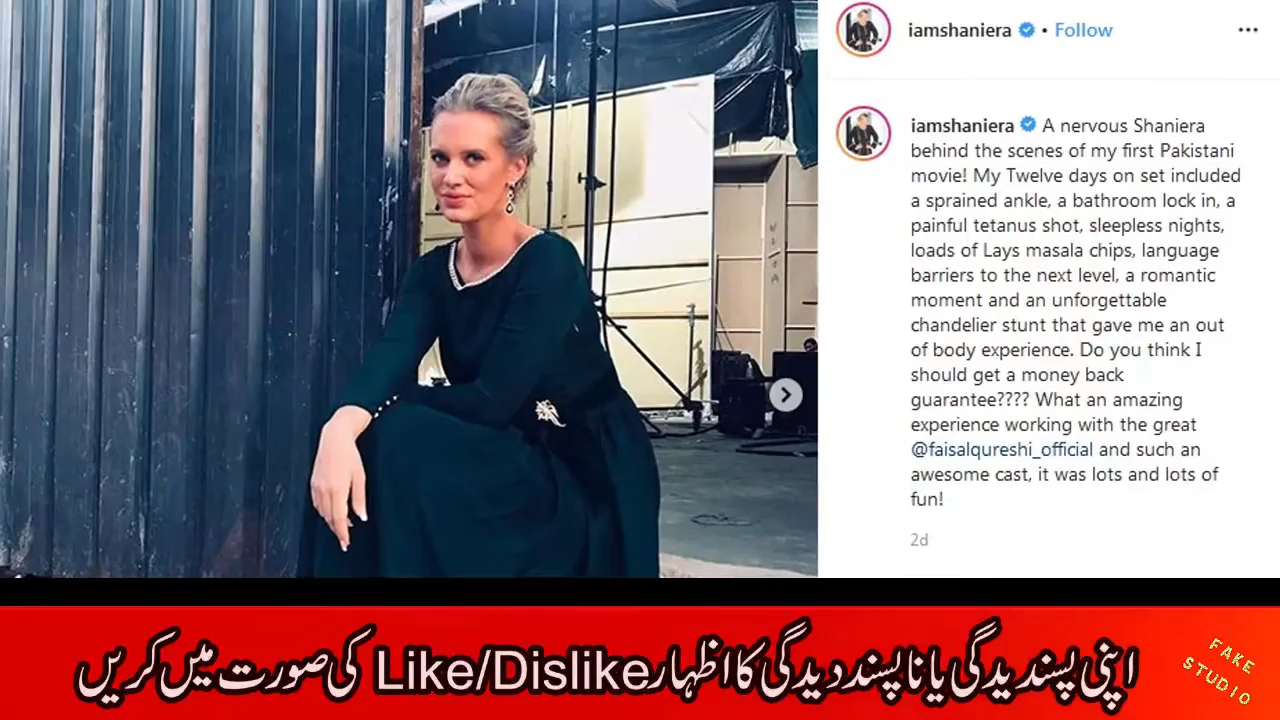 iamshaniera • Follow
iamshaniera A nervous Shaniera
behind the scenes of my first Pakistani
movie! My Twelve days on set included
a sprained ankle, a bathroom lock in, a
painful tetanus shot, sleepless nights,
loads of Lays masala chips, language
barriers to the next level, a romantic
moment and an unforgettable
chandelier stunt that gave me an out
of body experience. Do you think I
should get a money back
guarantee???? What an amazing
experience working with the great
@faisalqureshi_official and such an
awesome cast, it was lots and lots of
fun!
2d
اپنی پسندیدگی یا ناپسنددیدگی کا اظہار Like/Dislike کی صورت میں کریں
FAKE
STUDIO